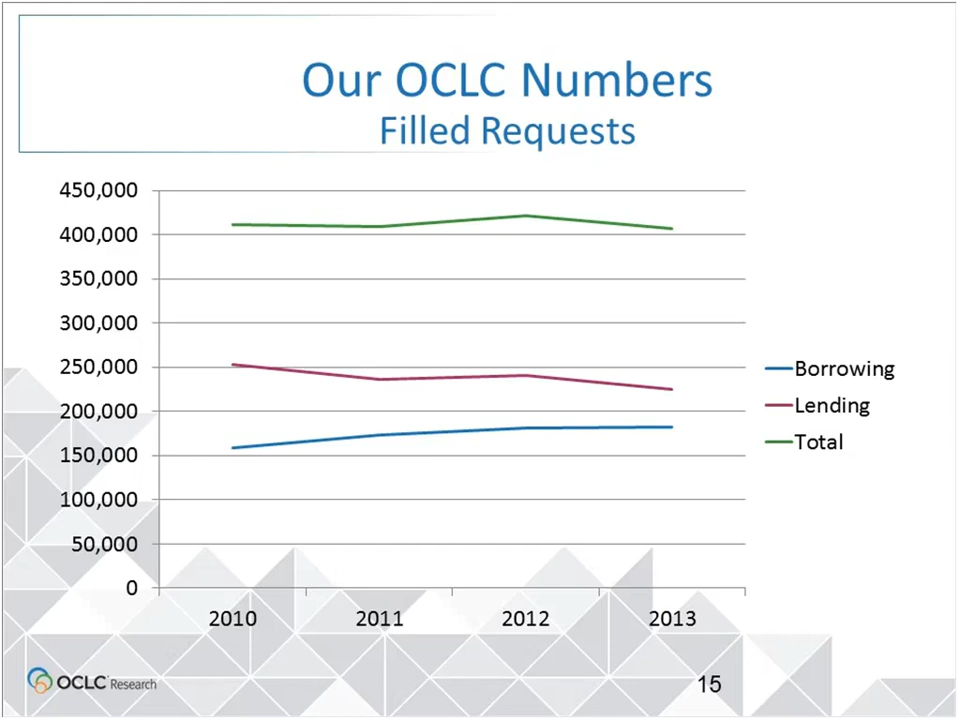 Our OCLC Numbers
Filled Requests
450,000
400,000
350,000
300,000
250,000
200,000
150,000
100,000
50,000
0
2010 2011 2012 2013
Borrowing
Lending
Total
OCLC Research
15